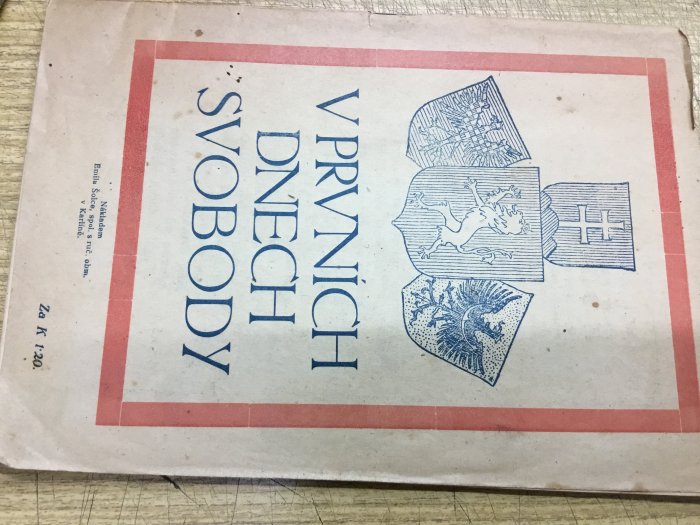 V PRVNÍCH
DNECH
SVOBODY
Nákladem
Emila Šolce, spol. s ruč. obm.
v Karlíně.
Za K 1·20.